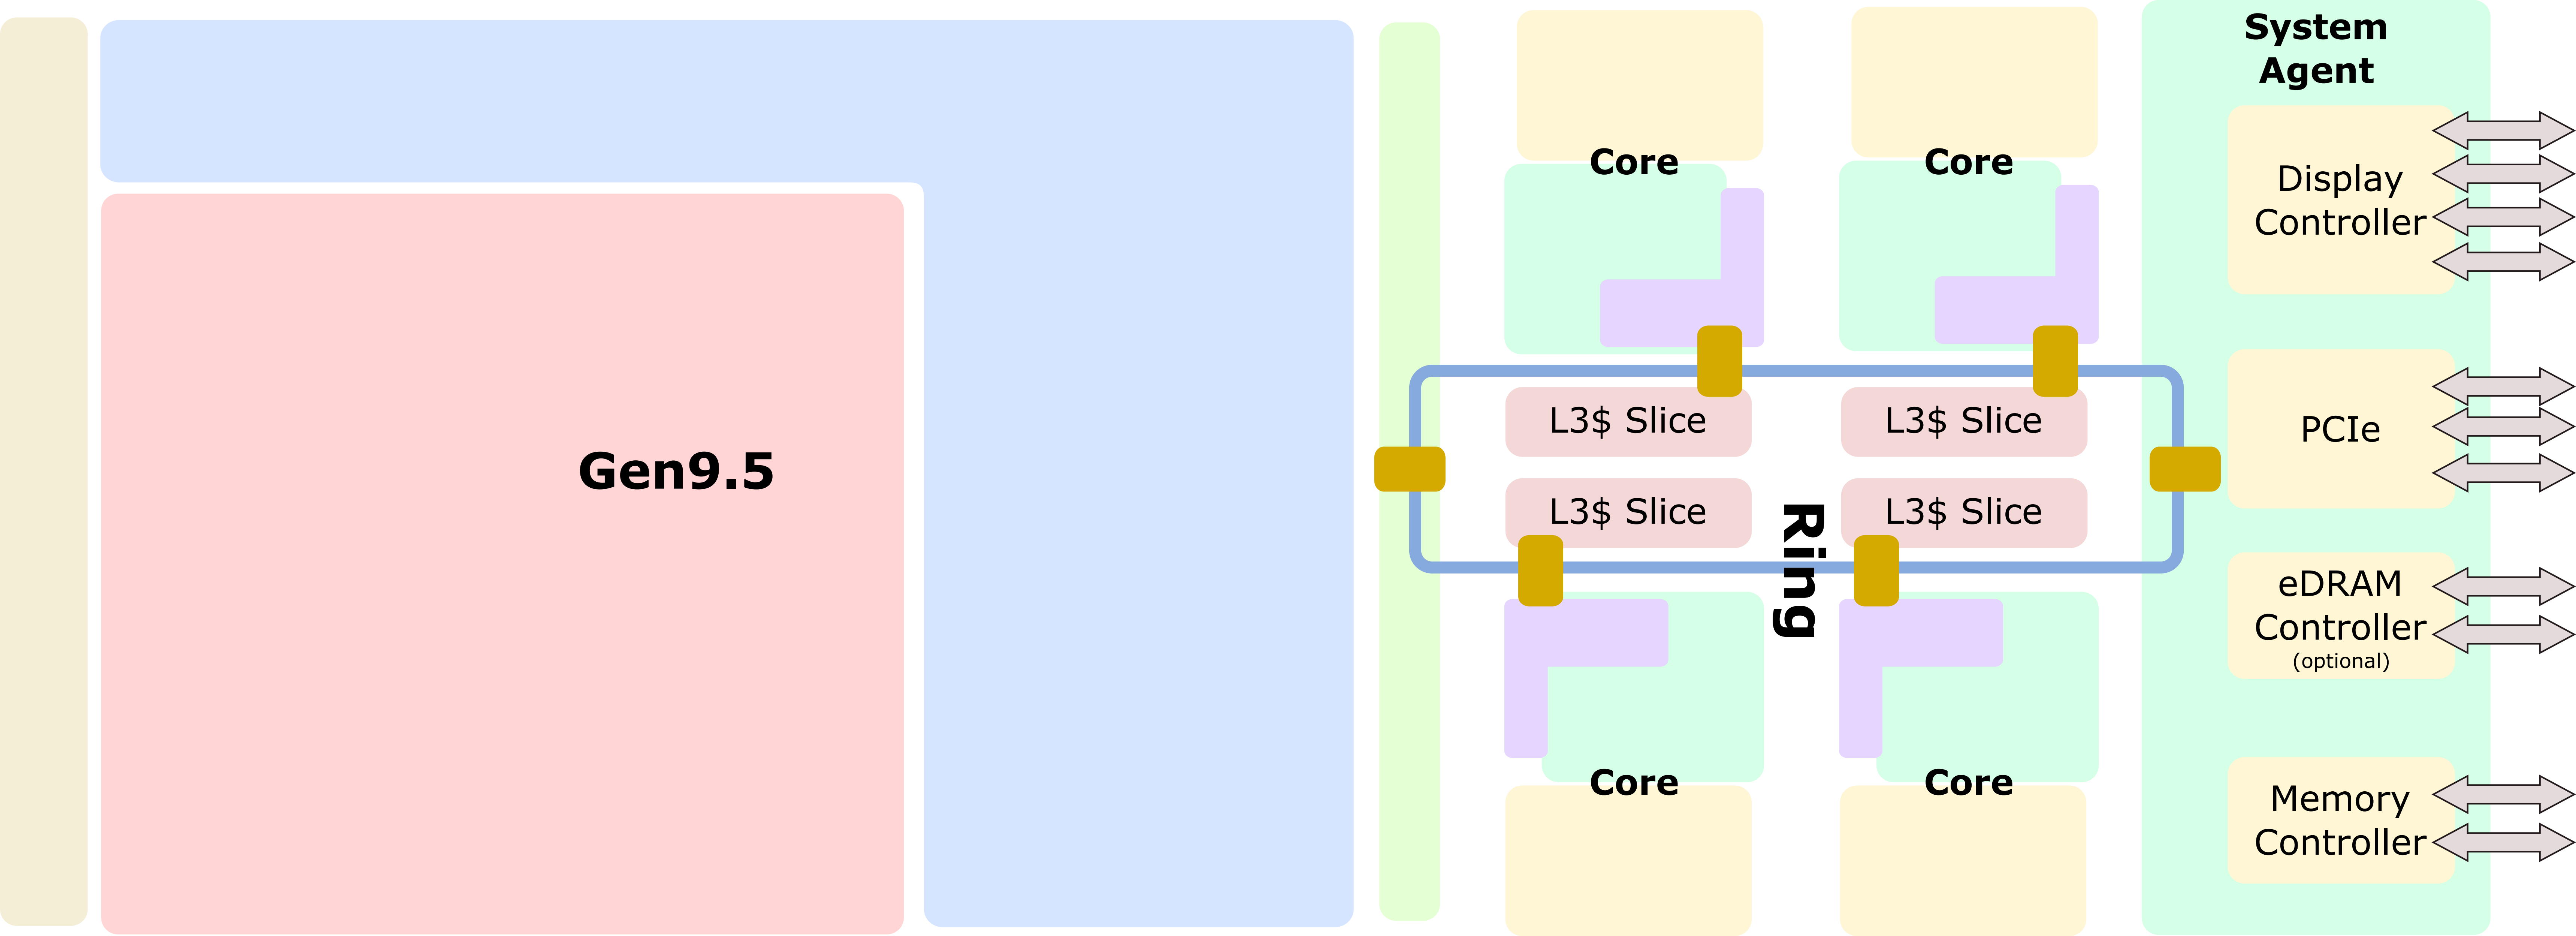 Gen9.5
Core
Core
L3$ Slice
L3$ Slice
L3$ Slice
L3$ Slice
Ring
Core
Core
System
Agent
Display
Controller
PCIe
eDRAM
Controller
(optional)
Memory
Controller